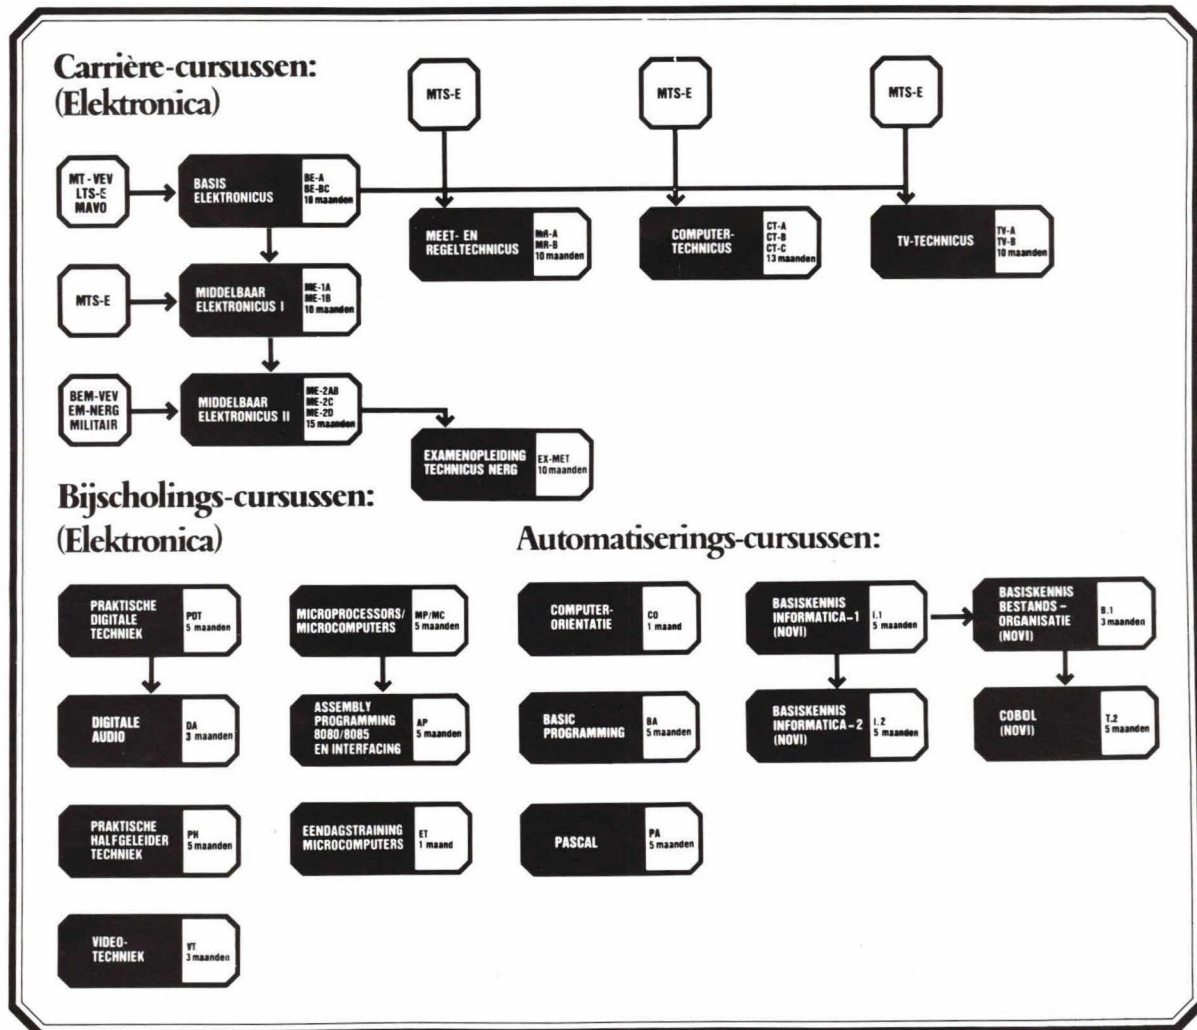 Carrière-cursussen:
(Elektronica)
MTS-E
MTS-E
MTS-E
MT-VEV
LTS-E
MAVO
BASIS
ELEKTRONICUS
BE-A
BE-BC
10 maanden
MEET- EN
REGELTECHNICUS
MR-A
MR-B
10 maanden
COMPUTER-
TECHNICUS
CT-A
CT-B
CT-C
13 maanden
TV-TECHNICUS
TV-A
TV-B
10 maanden
MTS-E
MIDDELBAAR
ELEKTRONICUS I
ME-1A
ME-1B
10 maanden
BEM-VEV
EM-NERG
MILITAIR
MIDDELBAAR
ELEKTRONICUS II
ME-2AB
ME-2C
ME-2D
15 maanden
EXAMENOPLEIDING
TECHNICUS NERG
EX-MET
10 maanden
Bijscholings-cursussen:
(Elektronica)
PRAKTISCHE
DIGITALE
TECHNIEK
PDT
5 maanden
MICROPROCESSORS/
MICROCOMPUTERS
MP/MC
5 maanden
DIGITALE
AUDIO
DA
3 maanden
ASSEMBLY
PROGRAMMING
8080/8085
EN INTERFACING
AP
5 maanden
PRAKTISCHE
HALFGELEIDER
TECHNIEK
PH
5 maanden
EENDAGSTRAINING
MICROCOMPUTERS
ET
1 maand
VIDEO-
TECHNIEK
VT
3 maanden
Automatiserings-cursussen:
COMPUTER-
ORIËNTATIE
CO
1 maand
BASISKENNIS
INFORMATICA-1
(NOVI)
I.1
5 maanden
BASISKENNIS
BESTANDS-
ORGANISATIE
(NOVI)
B.1
3 maanden
BASIC
PROGRAMMING
BA
5 maanden
BASISKENNIS
INFORMATICA-2
(NOVI)
I.2
5 maanden
COBOL
(NOVI)
T.2
5 maanden
PASCAL
PA
5 maanden